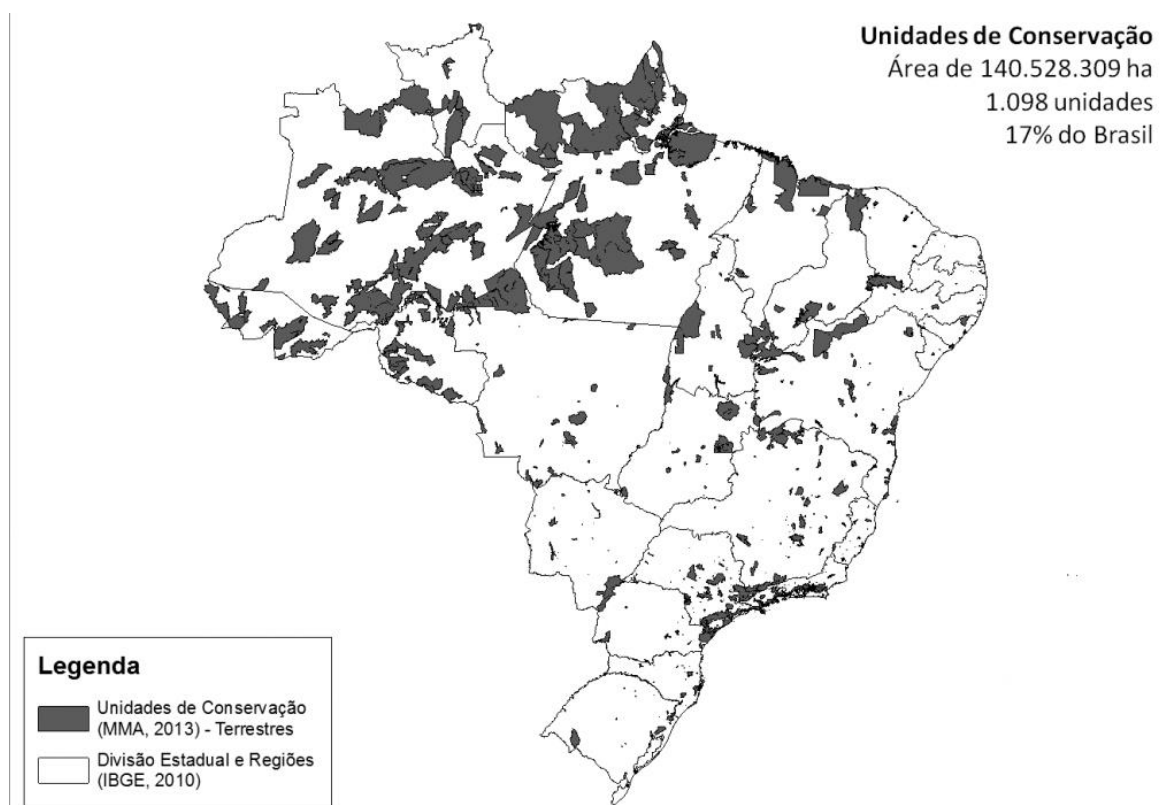 Unidades de Conservação
Área de 140.528.309 ha
1.098 unidades
17% do Brasil
Legenda
Unidades de Conservação
(MMA, 2013) - Terrestres
Divisão Estadual e Regiões
(IBGE, 2010)